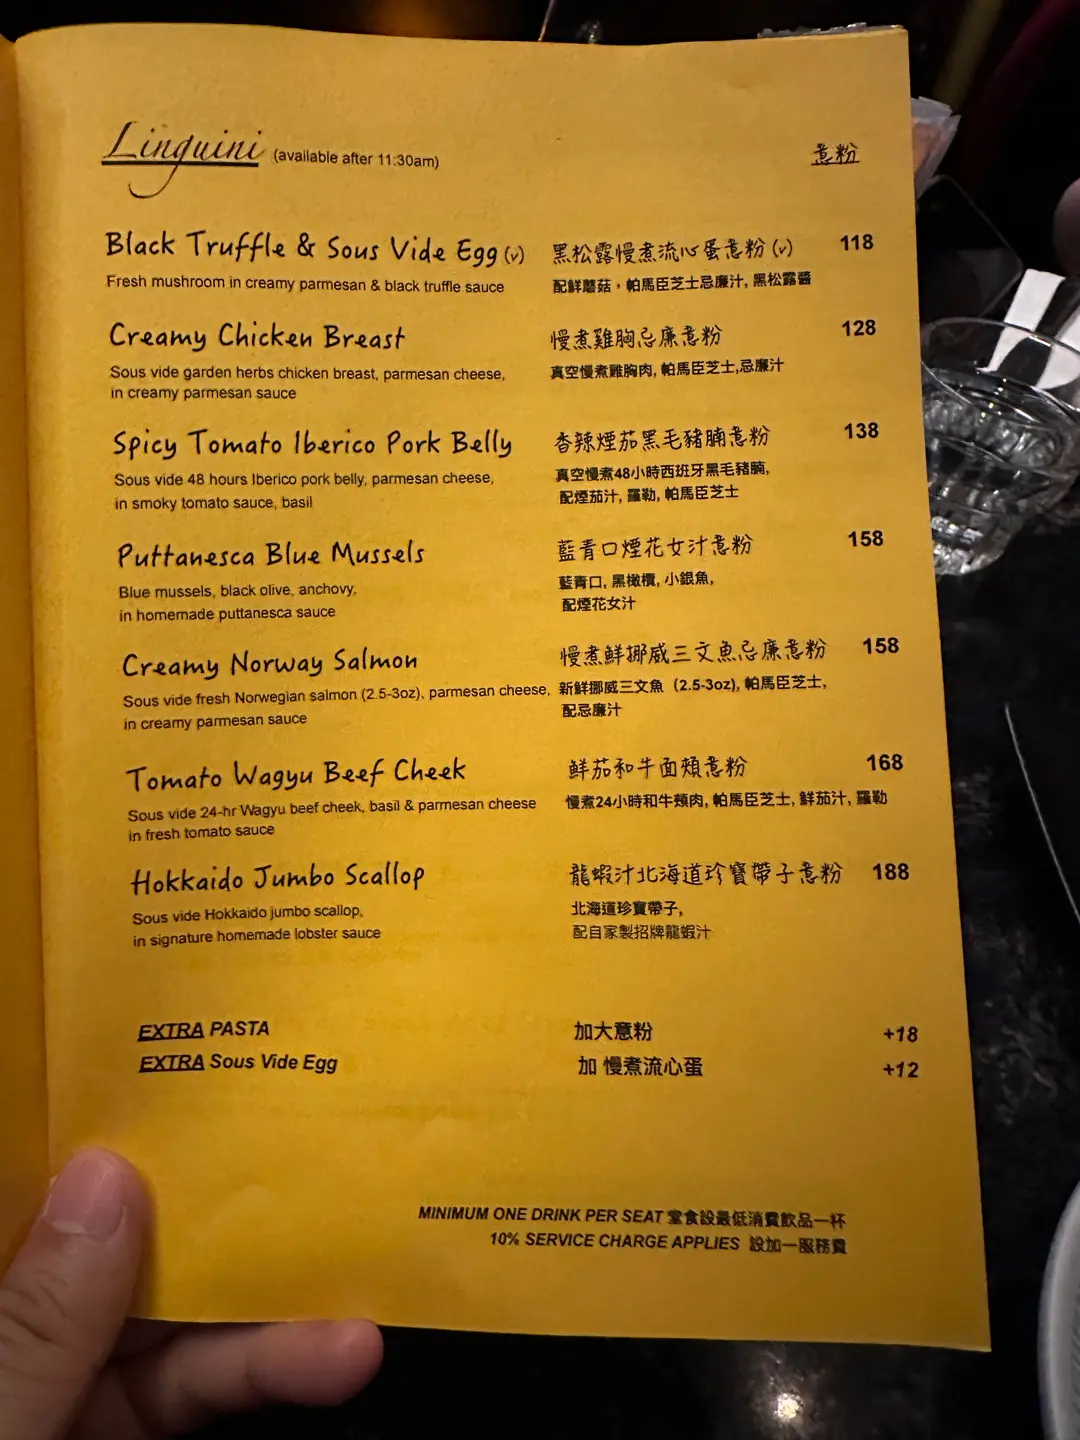 Linguini (available after 11:30am) 意粉
Black Truffle & Sous Vide Egg (v) 黑松露慢煮流心蛋意粉 (v) 118
Fresh mushroom in creamy parmesan & black truffle sauce 配鮮蘑菇，帕馬臣芝士忌廉汁, 黑松露醬
Creamy Chicken Breast 慢煮雞胸忌廉意粉 128
Sous vide garden herbs chicken breast, parmesan cheese, 真空慢煮雞胸肉, 帕馬臣芝士,忌廉汁
in creamy parmesan sauce
Spicy Tomato Iberico Pork Belly 香辣煙茄黑毛豬腩意粉 138
Sous vide 48 hours Iberico pork belly, parmesan cheese, 真空慢煮48小時西班牙黑毛豬腩,
in smoky tomato sauce, basil 配煙茄汁, 羅勒, 帕馬臣芝士
Puttanesca Blue Mussels 藍青口煙花女汁意粉 158
Blue mussels, black olive, anchovy, 藍青口, 黑橄欖, 小銀魚,
in homemade puttanesca sauce 配煙花女汁
Creamy Norway Salmon 慢煮鮮挪威三文魚忌廉意粉 158
Sous vide fresh Norwegian salmon (2.5-3oz), parmesan cheese, 新鮮挪威三文魚 (2.5-3oz), 帕馬臣芝士,
in creamy parmesan sauce 配忌廉汁
Tomato Wagyu Beef Cheek 鮮茄和牛面頰意粉 168
Sous vide 24-hr Wagyu beef cheek, basil & parmesan cheese 慢煮24小時和牛頰肉, 帕馬臣芝士, 鮮茄汁, 羅勒
in fresh tomato sauce
Hokkaido Jumbo Scallop 龍蝦汁北海道珍寶帶子意粉 188
Sous vide Hokkaido jumbo scallop, 北海道珍寶帶子,
in signature homemade lobster sauce 配自家製招牌龍蝦汁
EXTRA PASTA 加大意粉 +18
EXTRA Sous Vide Egg 加 慢煮流心蛋 +12
MINIMUM ONE DRINK PER SEAT 堂食設最低消費飲品一杯
10% SERVICE CHARGE APPLIES 設加一服務費